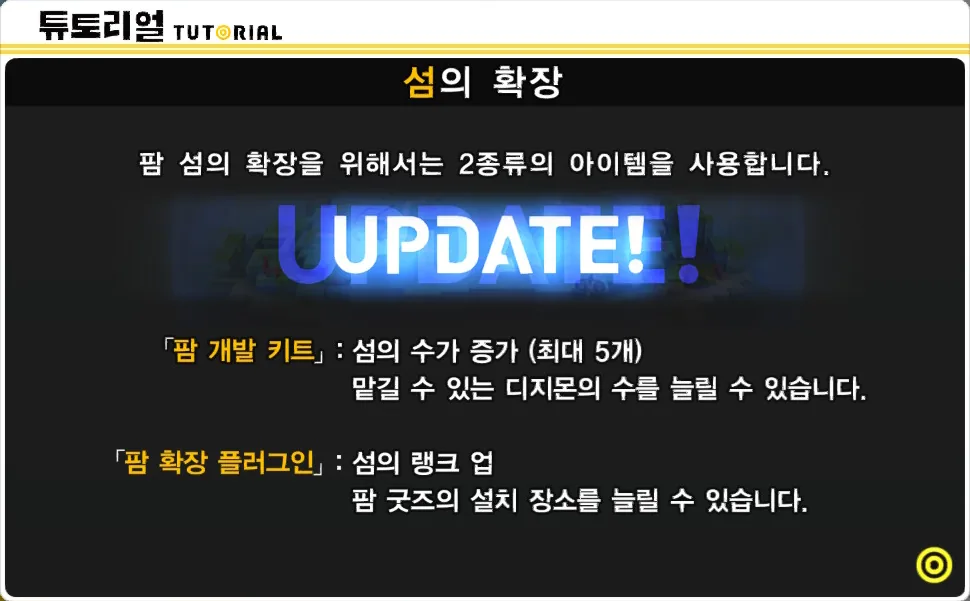 튜토리얼 TUTORIAL
섬의 확장
팜 섬의 확장을 위해서는 2종류의 아이템을 사용합니다.
UPDATE!
UPDATE!
「팜 개발 키트」 : 섬의 수가 증가 (최대 5개)
맡길 수 있는 디지몬의 수를 늘릴 수 있습니다.
「팜 확장 플러그인」 : 섬의 랭크 업
팜 굿즈의 설치 장소를 늘릴 수 있습니다.